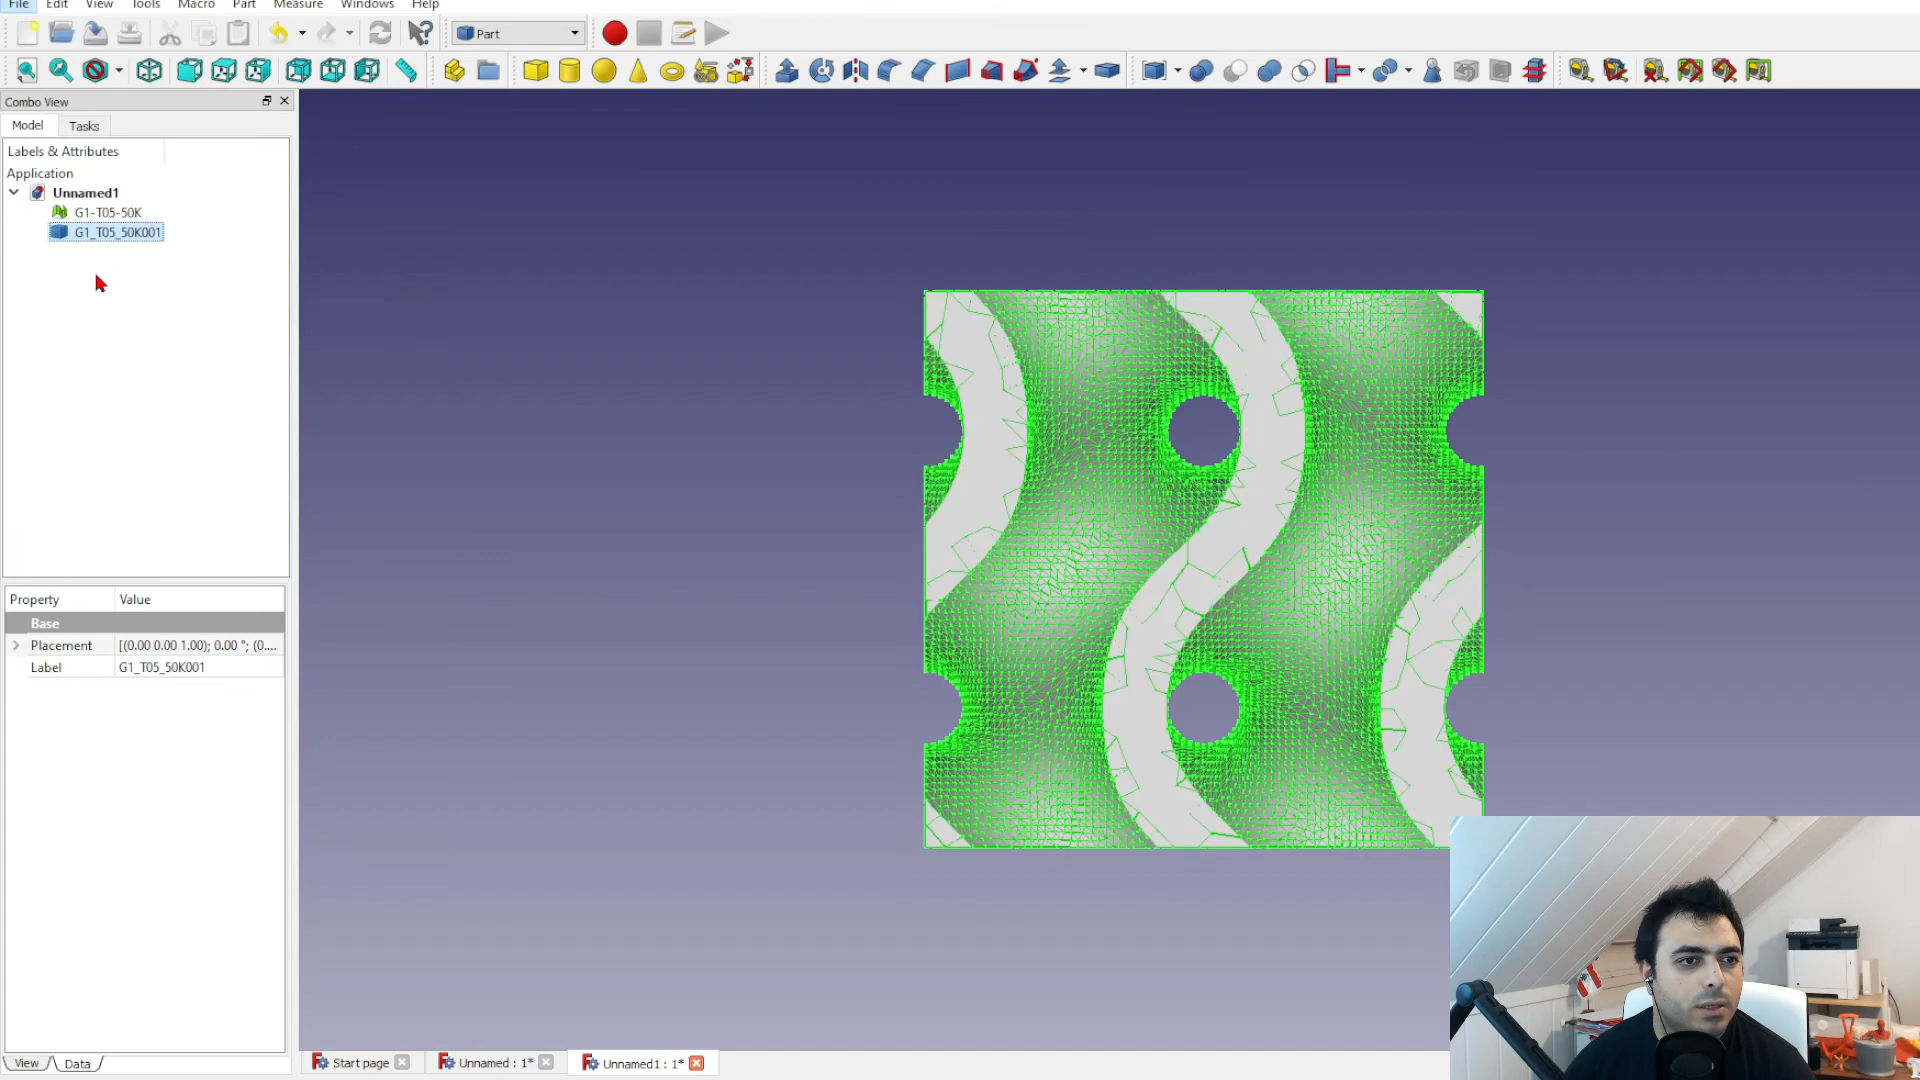 File Edit View Tools Macro Part Measure Windows Help
Part
Combo View
Model Tasks
Labels & Attributes
Application
Unnamed1
G1-T05-50K
G1_T05_50K001
Property Value
Base
Placement [(0.00 0.00 1.00); 0.00 °; (0....
Label G1_T05_50K001
View Data
Start page Unnamed : 1* Unnamed1 : 1*